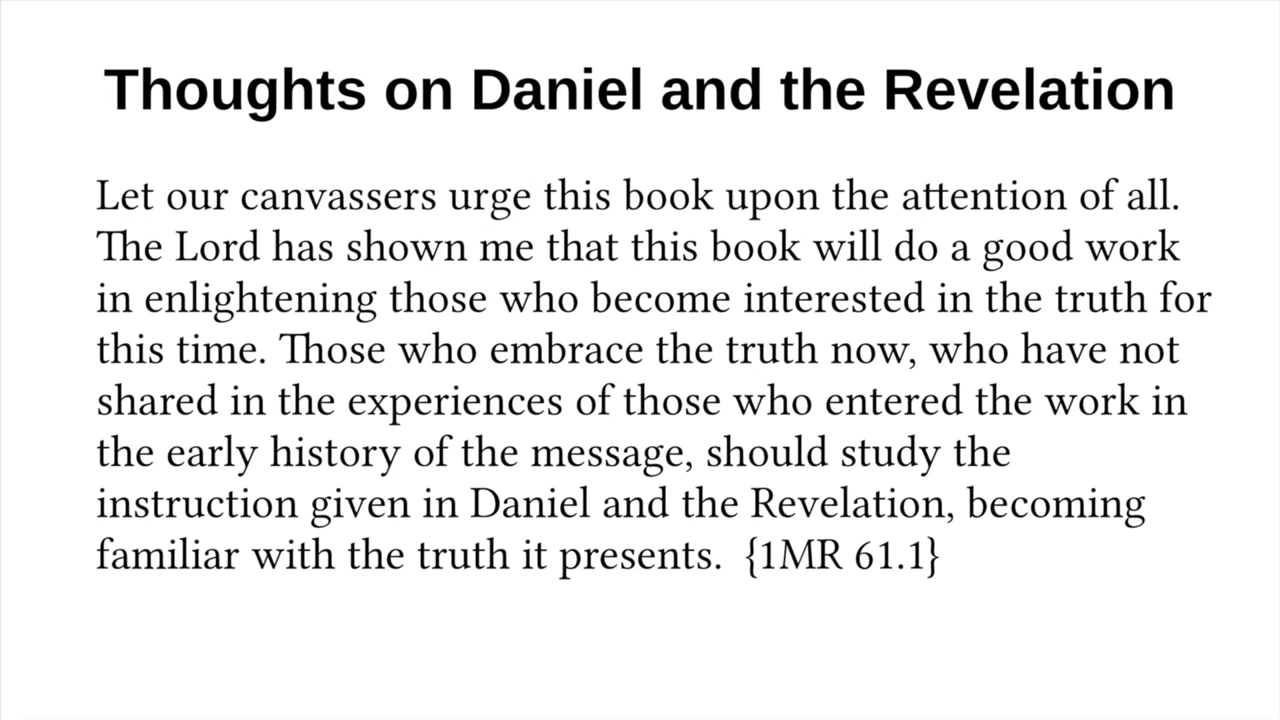 Thoughts on Daniel and the Revelation
Let our canvassers urge this book upon the attention of all.
The Lord has shown me that this book will do a good work
in enlightening those who become interested in the truth for
this time. Those who embrace the truth now, who have not
shared in the experiences of those who entered the work in
the early history of the message, should study the
instruction given in Daniel and the Revelation, becoming
familiar with the truth it presents.  {1MR 61.1}